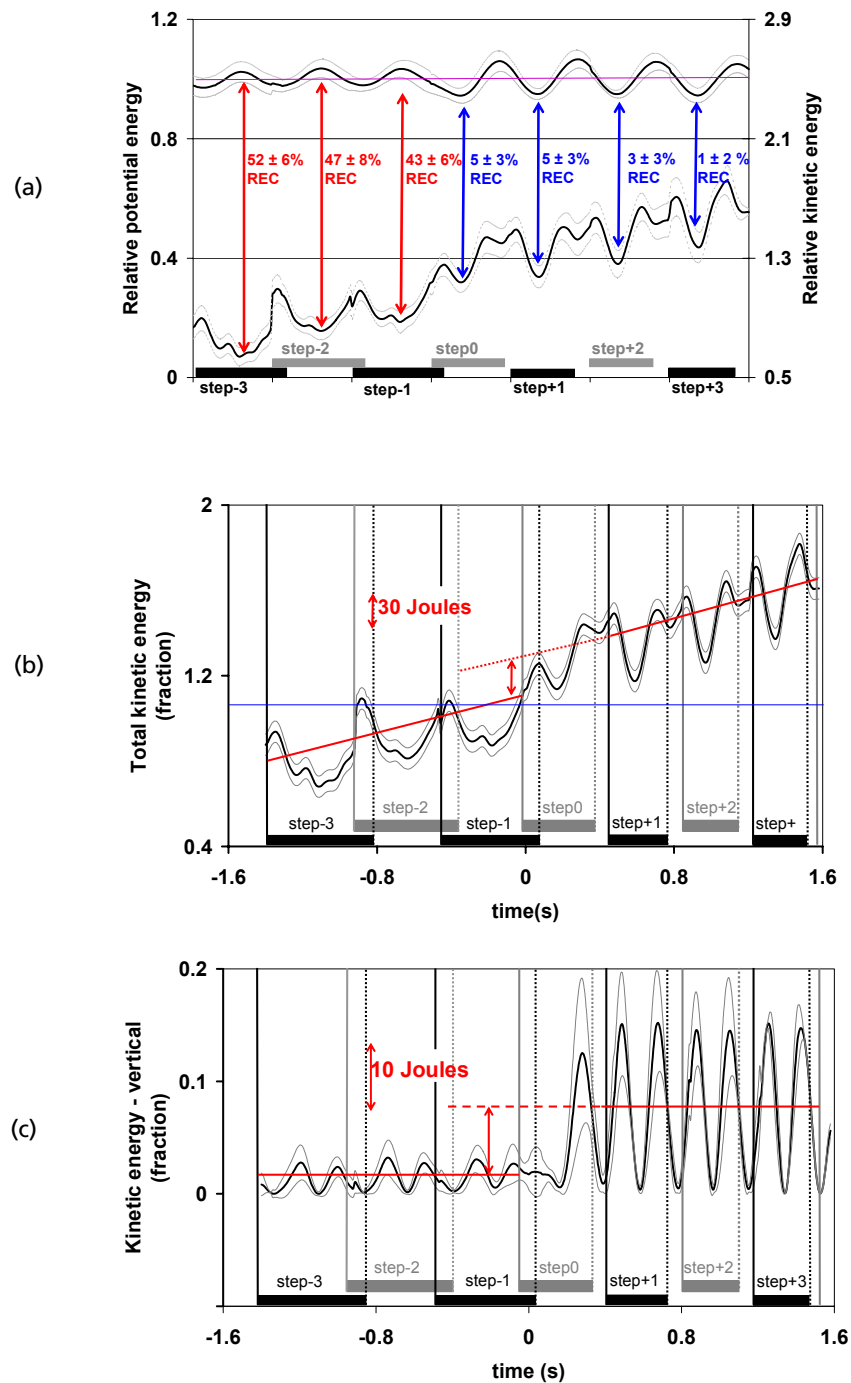 (a)
Relative potential energy
1.2
0.8
0.4
0
52 ± 6%
REC
47 ± 8%
REC
43 ± 6%
REC
5 ± 3%
REC
5 ± 3%
REC
3 ± 3%
REC
1 ± 2 %
REC
2.9
2.1
1.3
0.5
Relative kinetic energy
step-2
step0
step+2
step-3
step-1
step+1
step+3
(b)
Total kinetic energy
(fraction)
2
1.2
0.4
30 Joules
step-2
step0
step+2
step-3
step-1
step+1
step+
-1.6
-0.8
0
0.8
1.6
time(s)
(c)
Kinetic energy - vertical
(fraction)
0.2
0.1
0
10 Joules
step-2
step0
step+2
step-3
step-1
step+1
step+3
-1.6
-0.8
0
0.8
1.6
time (s)